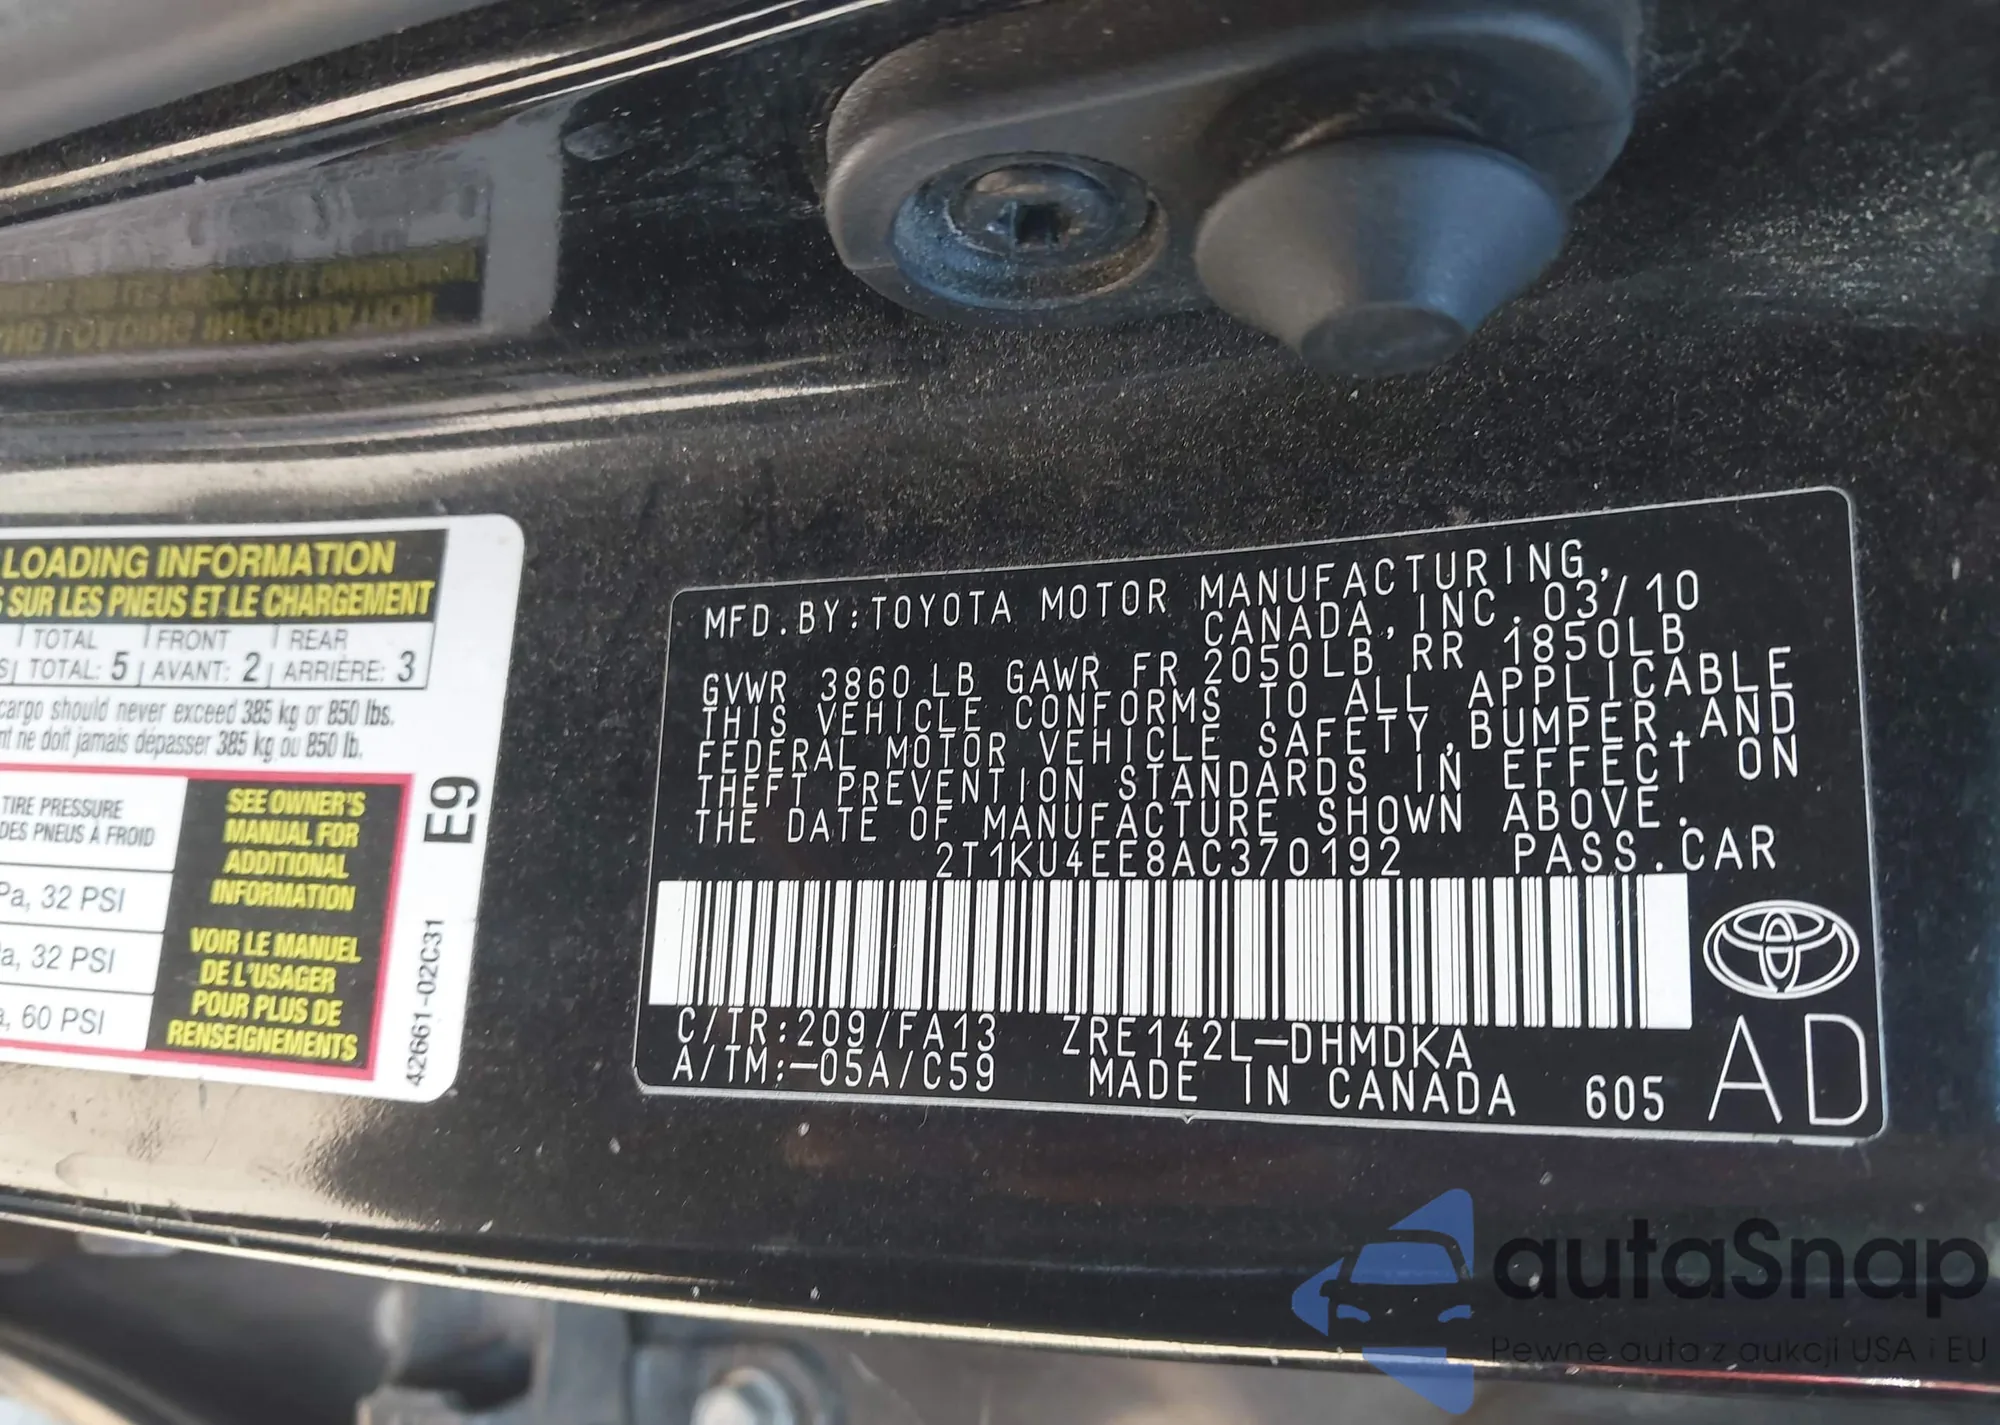 LOADING INFORMATION
SUR LES PNEUS ET LE CHARGEMENT
TOTAL FRONT REAR
TOTAL: 5 AVANT: 2 ARRIÈRE: 3
cargo should never exceed 385 kg or 850 lbs.
nt ne doit jamais dépasser 385 kg ou 850 lb.
TIRE PRESSURE
DES PNEUS À FROID
Pa, 32 PSI
a, 32 PSI
a, 60 PSI
SEE OWNER'S
MANUAL FOR
ADDITIONAL
INFORMATION
VOIR LE MANUEL
DE L'USAGER
POUR PLUS DE
RENSEIGNEMENTS
E9
42661-02C31
MFD.BY:TOYOTA MOTOR MANUFACTURING,
CANADA,INC.03/10
GVWR 3860 LB GAWR FR 2050LB RR 1850LB
THIS VEHICLE CONFORMS TO ALL APPLICABLE
FEDERAL MOTOR VEHICLE SAFETY,BUMPER,AND
THEFT PREVENTION STANDARDS IN EFFECT ON
THE DATE OF MANUFACTURE SHOWN ABOVE.
2T1KU4EE8AC370192 PASS.CAR
C/TR:209/FA13 ZRE142L-DHMDKA
A/TM:-05A/C59 MADE IN CANADA 605
AD
autoSnap
Pewne auta z aukcji USA i EU